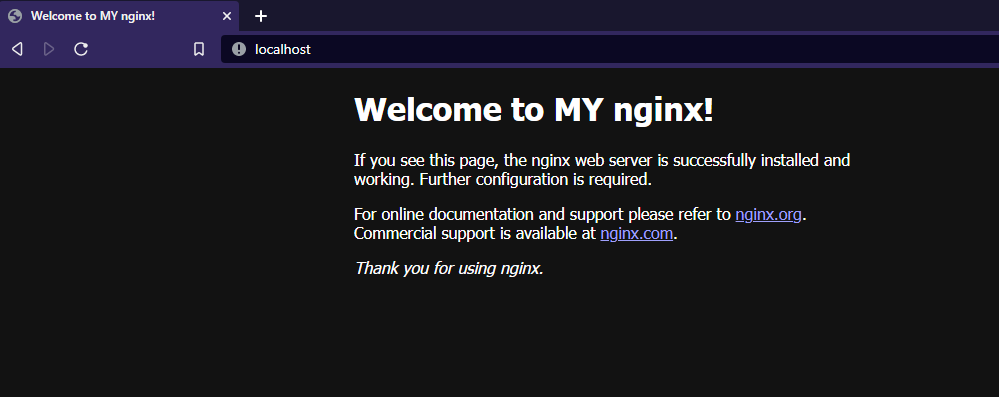 Welcome to MY nginx!
localhost
Welcome to MY nginx!
If you see this page, the nginx web server is successfully installed and
working. Further configuration is required.
For online documentation and support please refer to nginx.org.
Commercial support is available at nginx.com.
Thank you for using nginx.